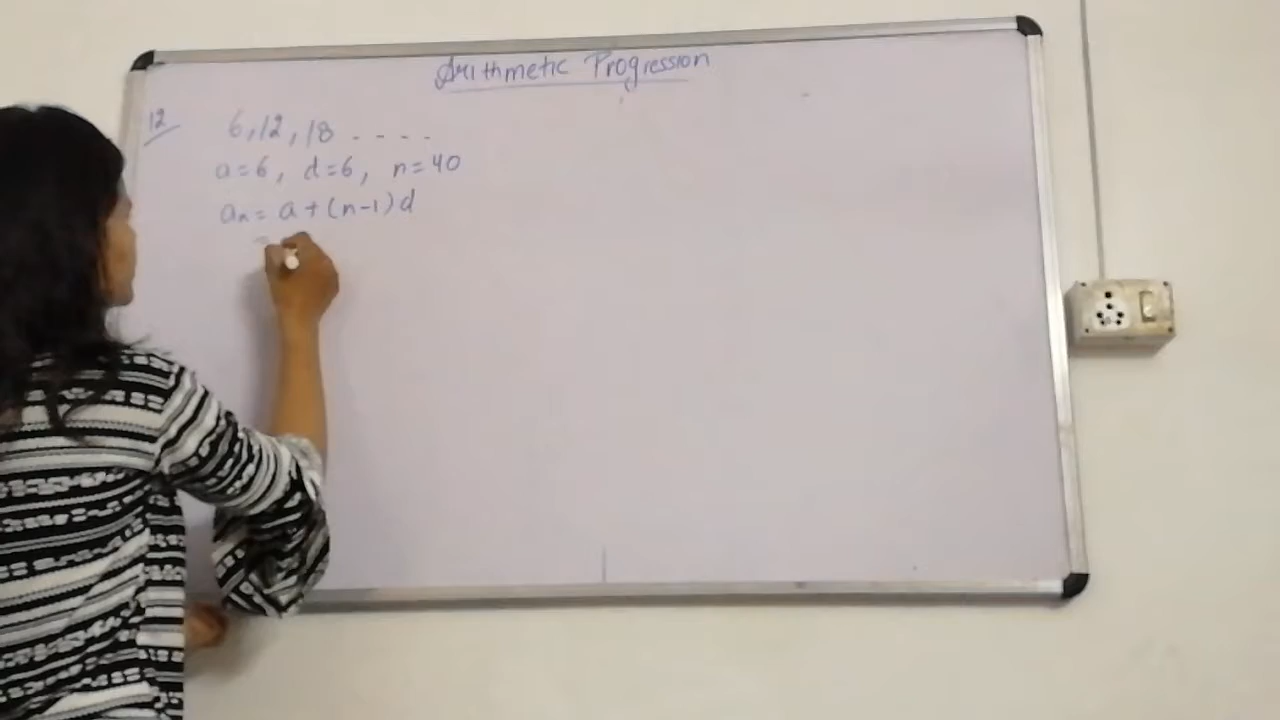 Arithmetic Progression
12 6, 12, 18 - - - -
a = 6, d = 6, n = 40
aₙ = a + (n-1) d
=